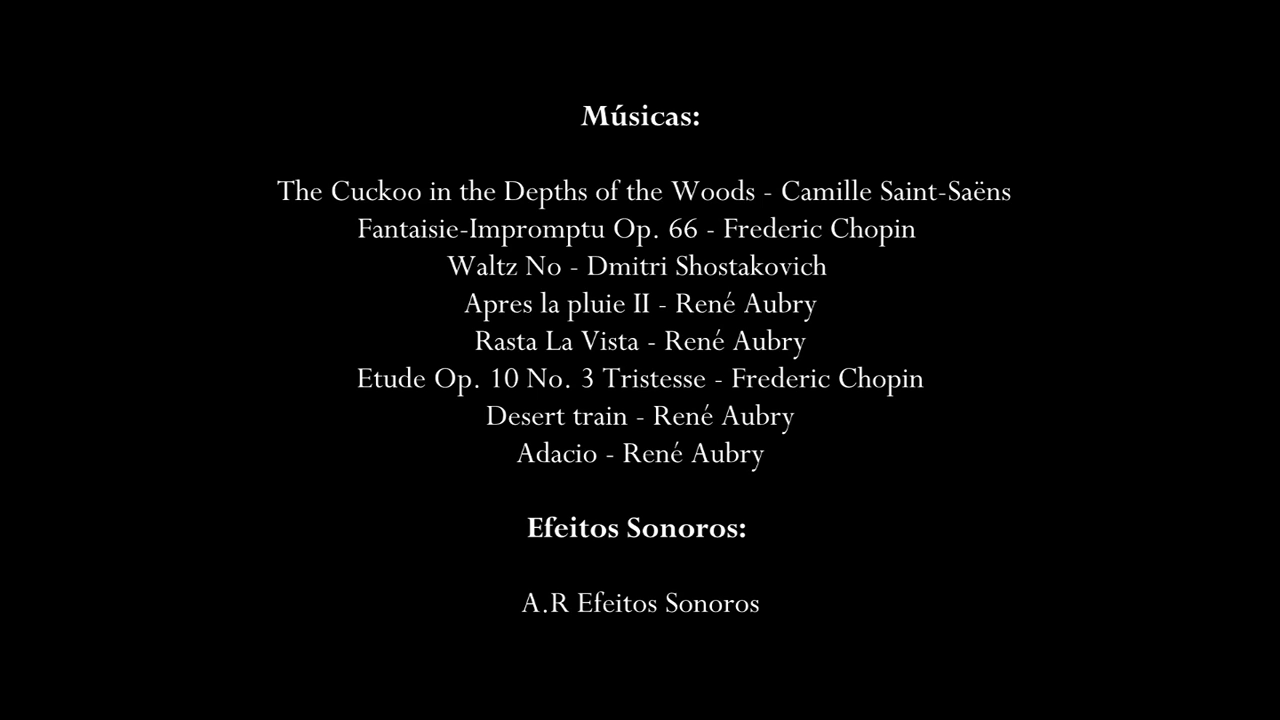 Músicas:
The Cuckoo in the Depths of the Woods - Camille Saint-Saëns
Fantaisie-Impromptu Op. 66 - Frederic Chopin
Waltz No - Dmitri Shostakovich
Apres la pluie II - René Aubry
Rasta La Vista - René Aubry
Etude Op. 10 No. 3 Tristesse - Frederic Chopin
Desert train - René Aubry
Adacio - René Aubry
Efeitos Sonoros:
A.R Efeitos Sonoros